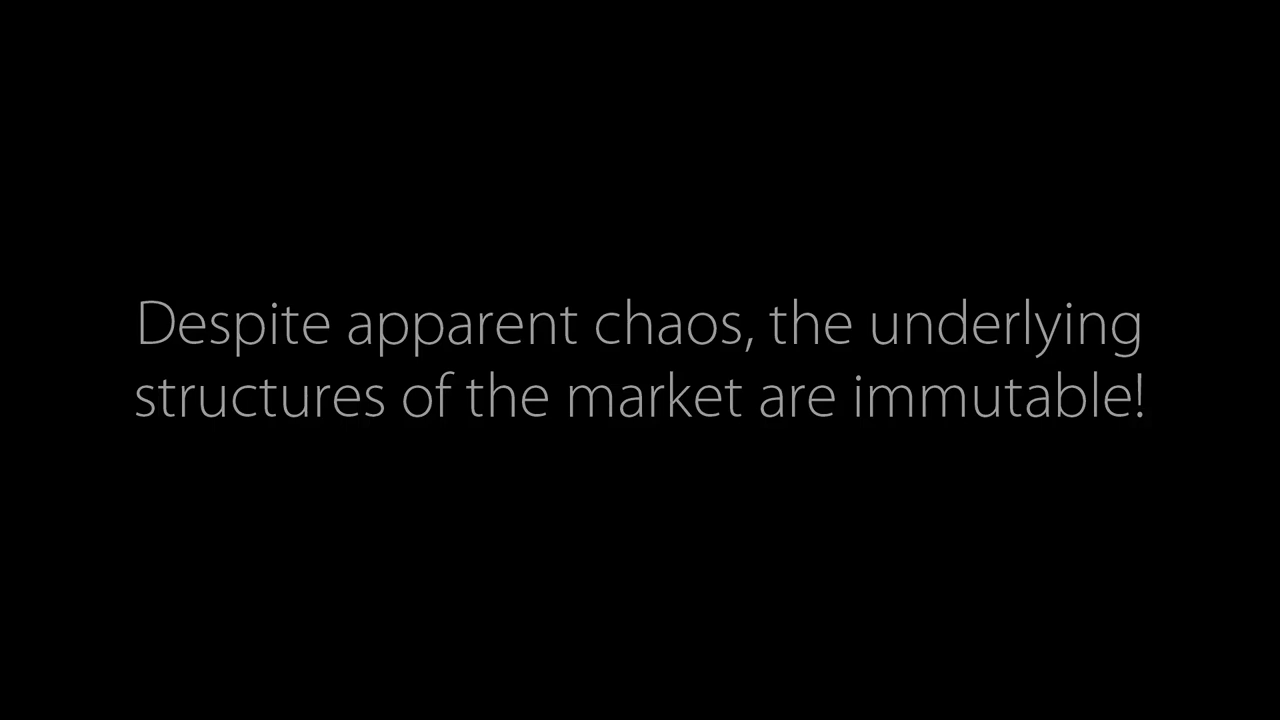 Despite apparent chaos, the underlying
structures of the market are immutable!